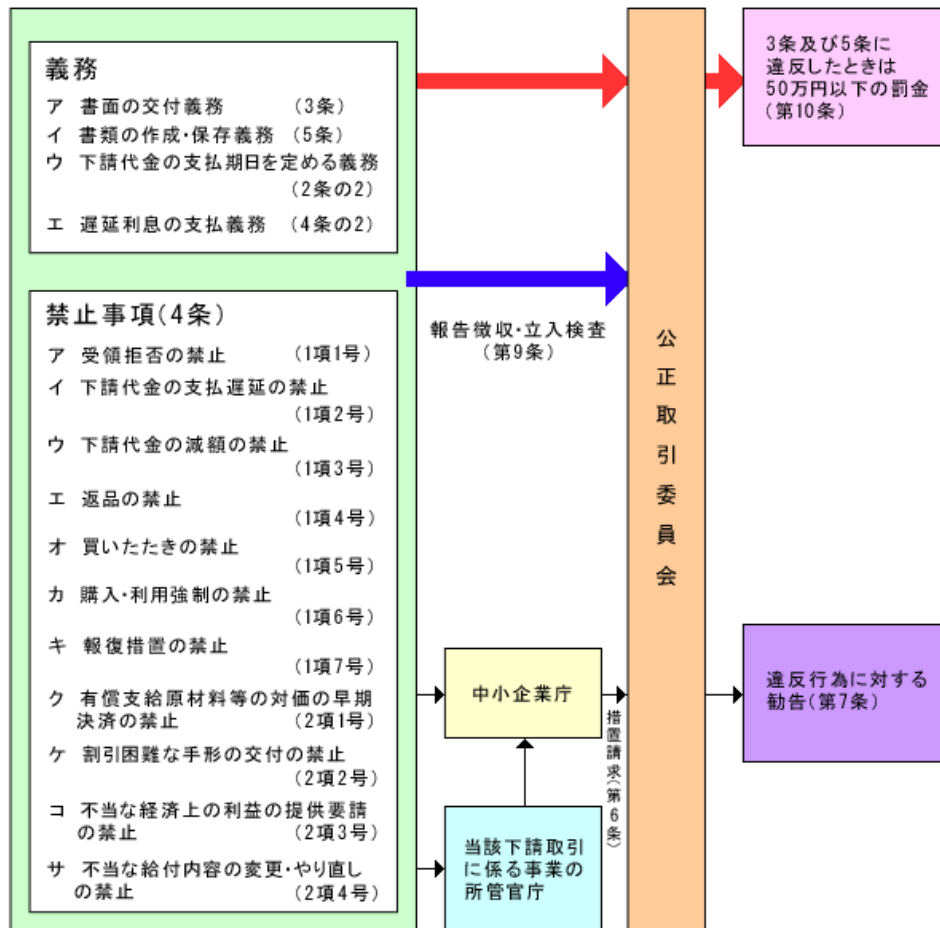 義務
ア 書面の交付義務 (3条)
イ 書類の作成・保存義務 (5条)
ウ 下請代金の支払期日を定める義務
(2条の2)
エ 遅延利息の支払義務 (4条の2)
禁止事項(4条)
ア 受領拒否の禁止 (1項1号)
イ 下請代金の支払遅延の禁止
(1項2号)
ウ 下請代金の減額の禁止
(1項3号)
エ 返品の禁止
(1項4号)
オ 買いたたきの禁止
(1項5号)
カ 購入・利用強制の禁止
(1項6号)
キ 報復措置の禁止
(1項7号)
ク 有償支給原材料等の対価の早期
決済の禁止 (2項1号)
ケ 割引困難な手形の交付の禁止
(2項2号)
コ 不当な経済上の利益の提供要請
の禁止 (2項3号)
サ 不当な給付内容の変更・やり直し
の禁止 (2項4号)
報告徴収・立入検査
(第9条)
中小企業庁
当該下請取引
に係る事業の
所管官庁
措置請求(第6条)
公正取引委員会
3条及び5条に
違反したときは
50万円以下の罰金
(第10条)
違反行為に対する
勧告(第7条)